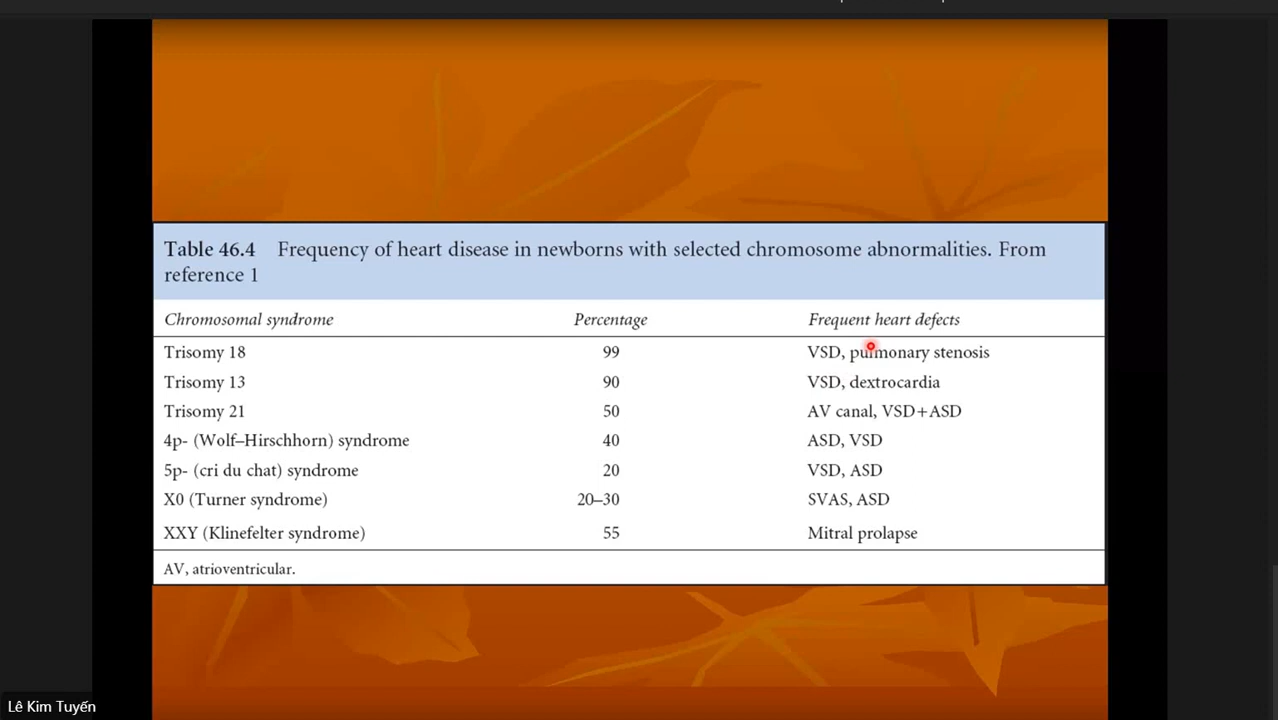 Table 46.4 Frequency of heart disease in newborns with selected chromosome abnormalities. From
reference 1
Chromosomal syndrome Percentage Frequent heart defects
Trisomy 18 99 VSD, pulmonary stenosis
Trisomy 13 90 VSD, dextrocardia
Trisomy 21 50 AV canal, VSD+ASD
4p- (Wolf–Hirschhorn) syndrome 40 ASD, VSD
5p- (cri du chat) syndrome 20 VSD, ASD
X0 (Turner syndrome) 20–30 SVAS, ASD
XXY (Klinefelter syndrome) 55 Mitral prolapse
AV, atrioventricular.
Lê Kim Tuyến